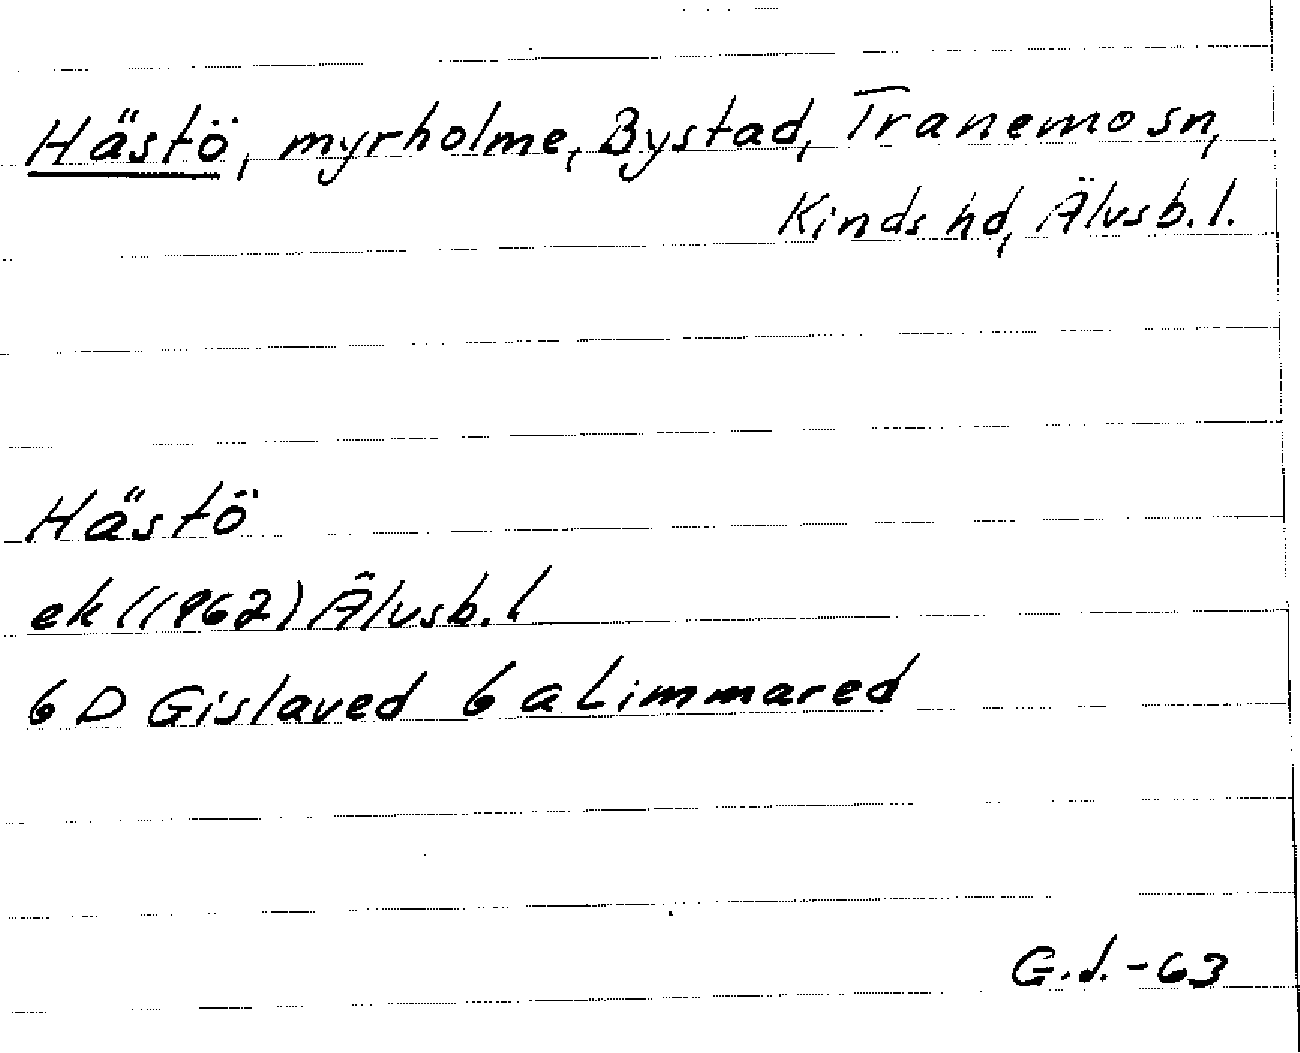 Hästö, myrholme, Bystad, Tranemo sn,
Kinds hd, Älvsb. l.
Hästö
ek (1962) Älvsb. l
6 D Gislaved 6 a Limmared
G.J. -63